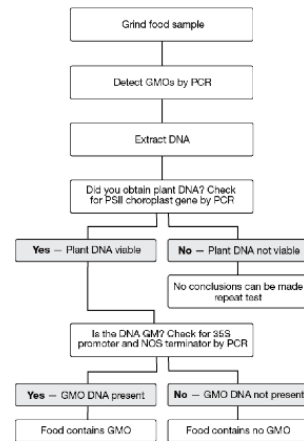 Grind food sample
Detect GMOs by PCR
Extract DNA
Did you obtain plant DNA? Check
for PSII choroplast gene by PCR
Yes — Plant DNA viable
No — Plant DNA not viable
No conclusions can be made
repeat test
Is the DNA GM? Check for 35S
promoter and NOS terminator by PCR
Yes — GMO DNA present
No — GMO DNA not present
Food contains GMO
Food contains no GMO